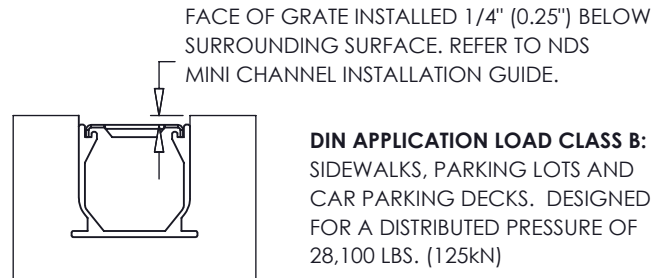 FACE OF GRATE INSTALLED 1/4" (0.25") BELOW
SURROUNDING SURFACE. REFER TO NDS
MINI CHANNEL INSTALLATION GUIDE.
DIN APPLICATION LOAD CLASS B:
SIDEWALKS, PARKING LOTS AND
CAR PARKING DECKS. DESIGNED
FOR A DISTRIBUTED PRESSURE OF
28,100 LBS. (125kN)